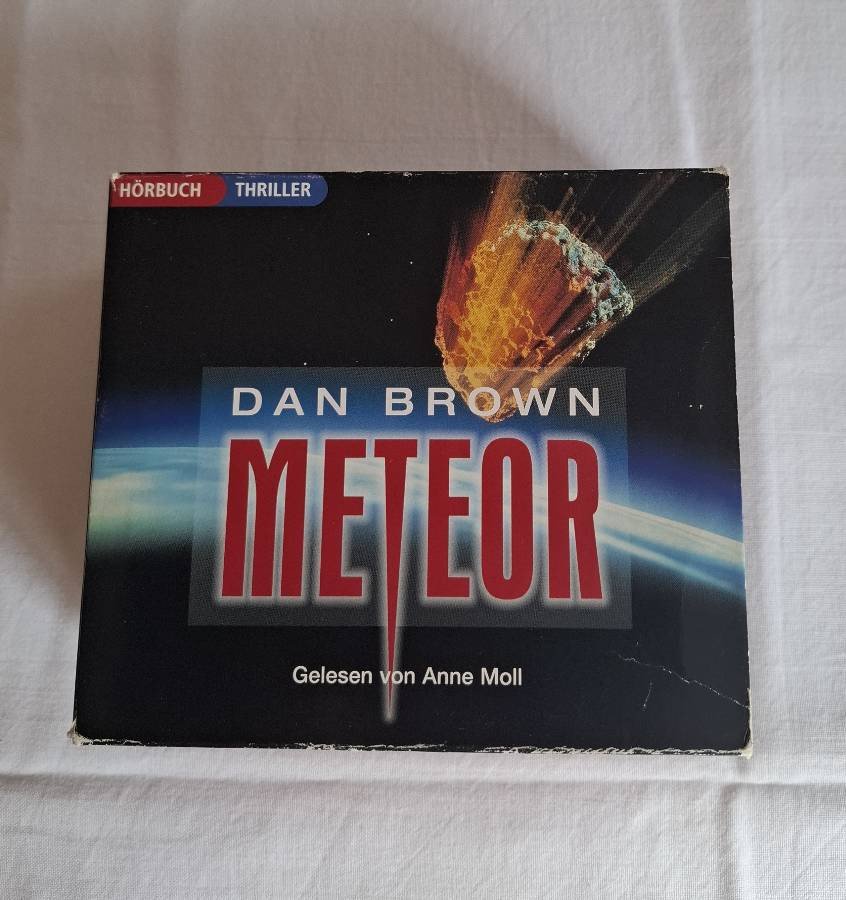 HÖRBUCH THRILLER
DAN BROWN
METEOR
Gelesen von Anne Moll